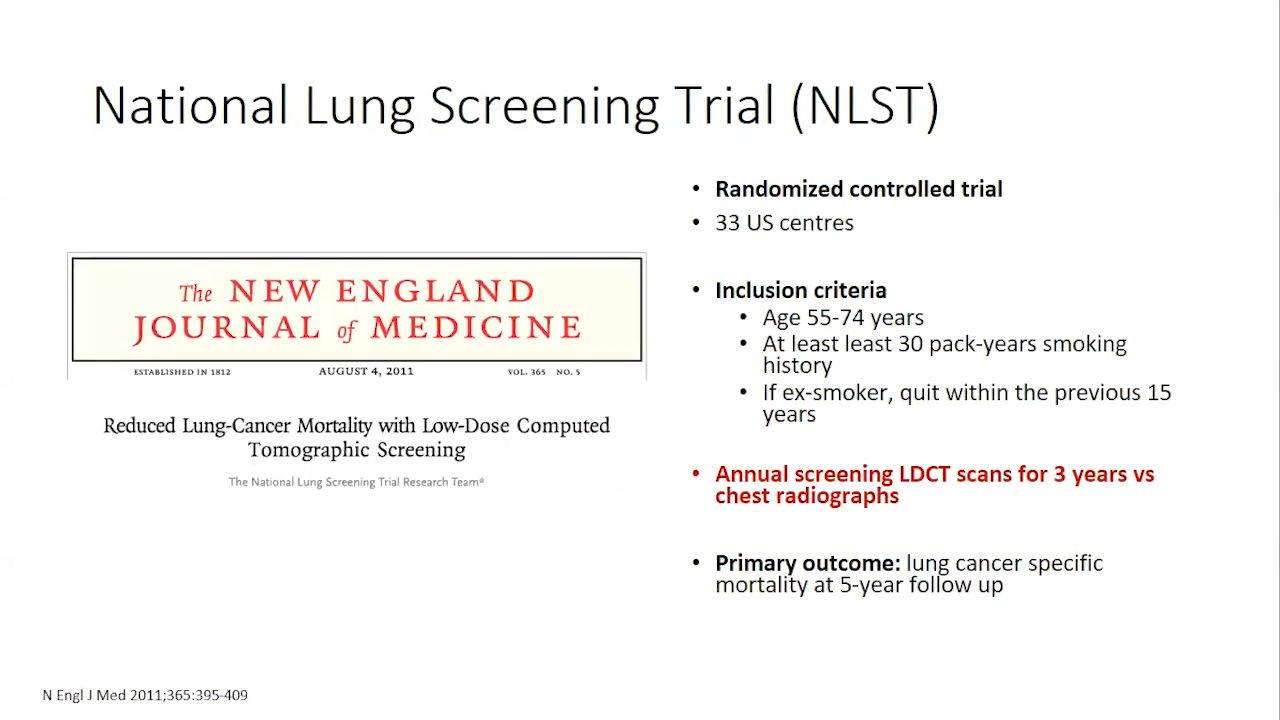 National Lung Screening Trial (NLST)
The NEW ENGLAND
JOURNAL of MEDICINE
ESTABLISHED IN 1812 AUGUST 4, 2011 VOL. 365 NO. 5
Reduced Lung-Cancer Mortality with Low-Dose Computed
Tomographic Screening
The National Lung Screening Trial Research Team*
• Randomized controlled trial
• 33 US centres
• Inclusion criteria
• Age 55-74 years
• At least least 30 pack-years smoking
history
• If ex-smoker, quit within the previous 15
years
• Annual screening LDCT scans for 3 years vs
chest radiographs
• Primary outcome: lung cancer specific
mortality at 5-year follow up
N Engl J Med 2011;365:395-409